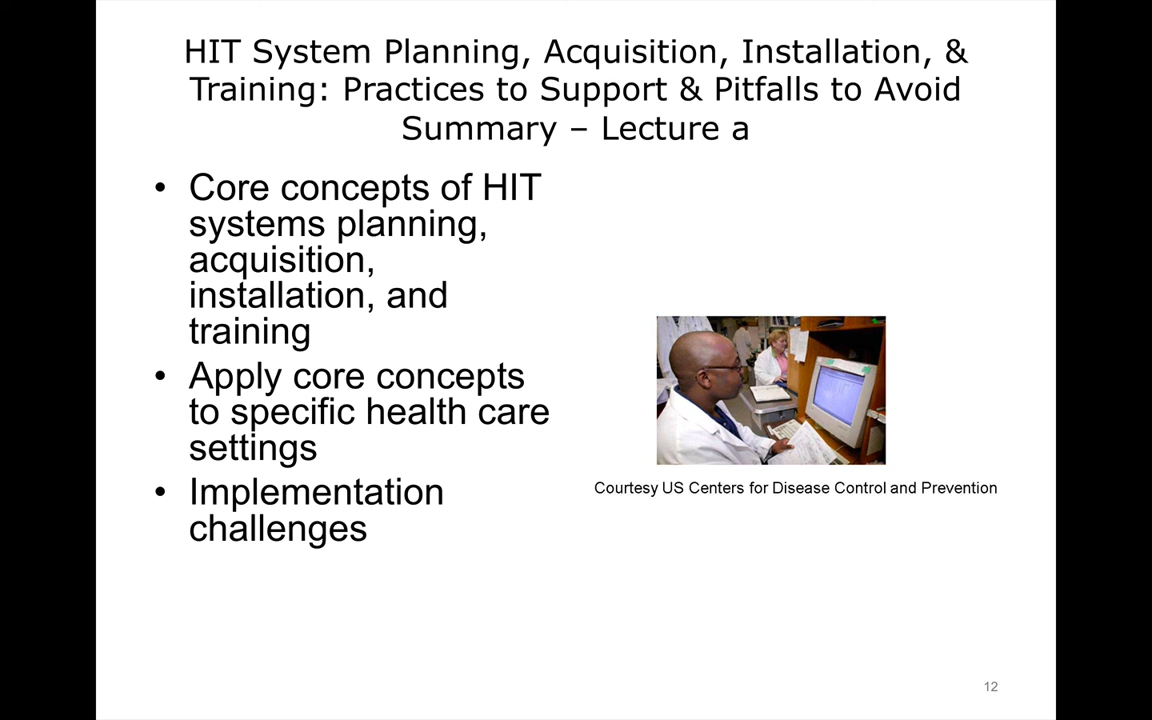 HIT System Planning, Acquisition, Installation, &
Training: Practices to Support & Pitfalls to Avoid
Summary – Lecture a
• Core concepts of HIT
systems planning,
acquisition,
installation, and
training
• Apply core concepts
to specific health care
settings
• Implementation
challenges
Courtesy US Centers for Disease Control and Prevention
12